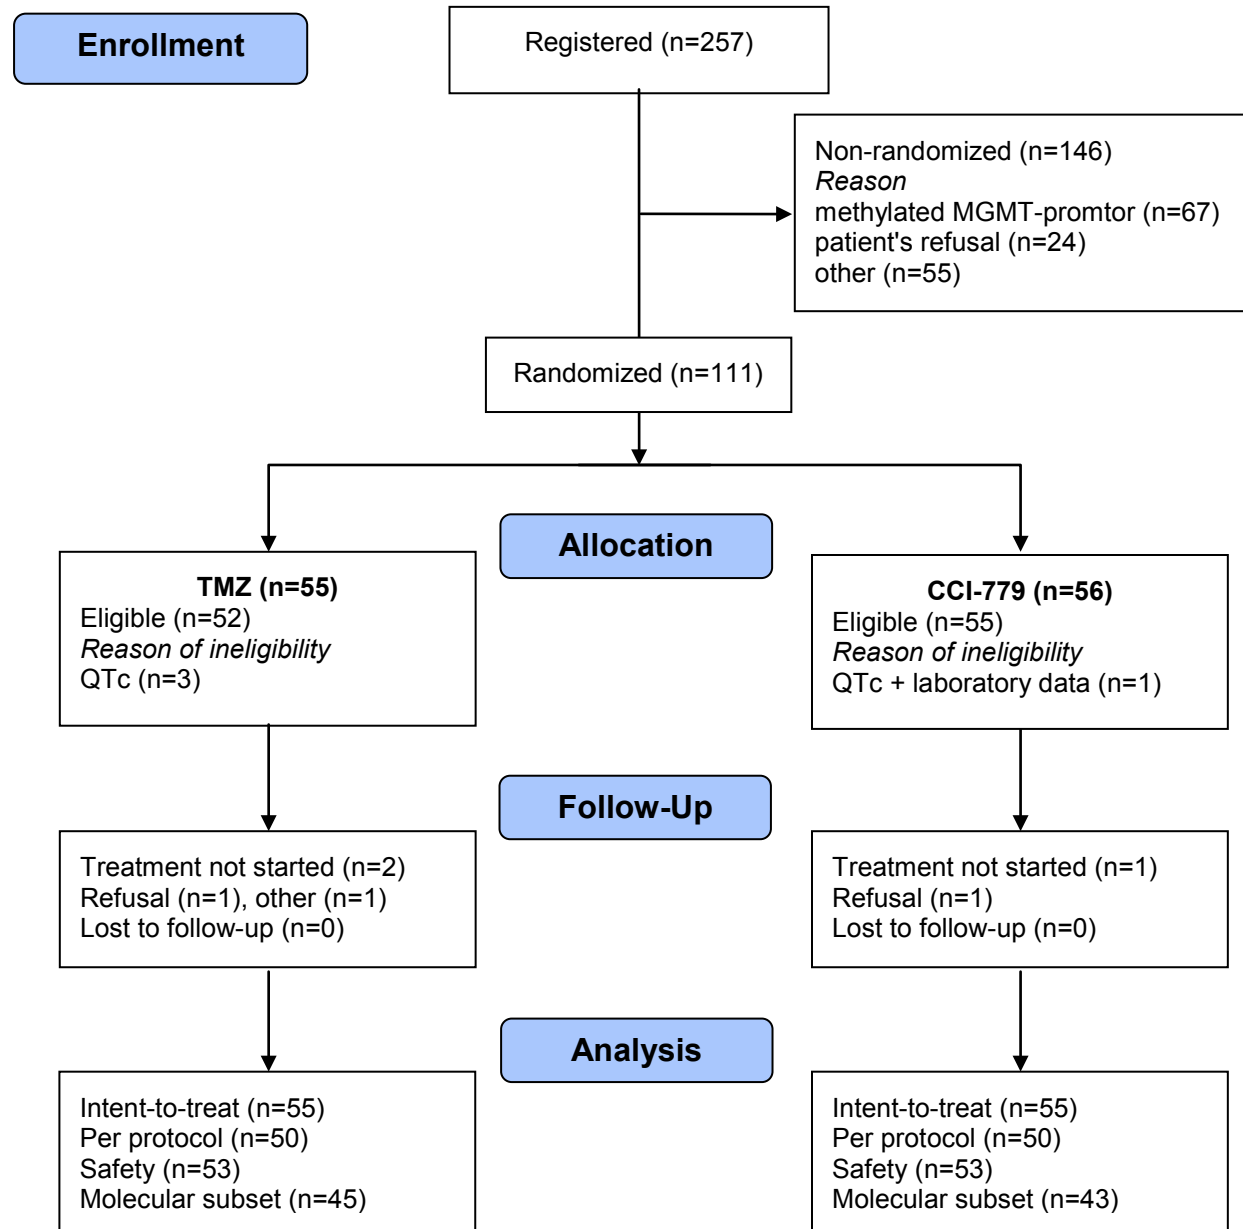 Enrollment
Registered (n=257)
Non-randomized (n=146)
Reason
methylated MGMT-promtor (n=67)
patient's refusal (n=24)
other (n=55)
Randomized (n=111)
Allocation
TMZ (n=55)
Eligible (n=52)
Reason of ineligibility
QTc (n=3)
CCI-779 (n=56)
Eligible (n=55)
Reason of ineligibility
QTc + laboratory data (n=1)
Follow-Up
Treatment not started (n=2)
Refusal (n=1), other (n=1)
Lost to follow-up (n=0)
Treatment not started (n=1)
Refusal (n=1)
Lost to follow-up (n=0)
Analysis
Intent-to-treat (n=55)
Per protocol (n=50)
Safety (n=53)
Molecular subset (n=45)
Intent-to-treat (n=55)
Per protocol (n=50)
Safety (n=53)
Molecular subset (n=43)